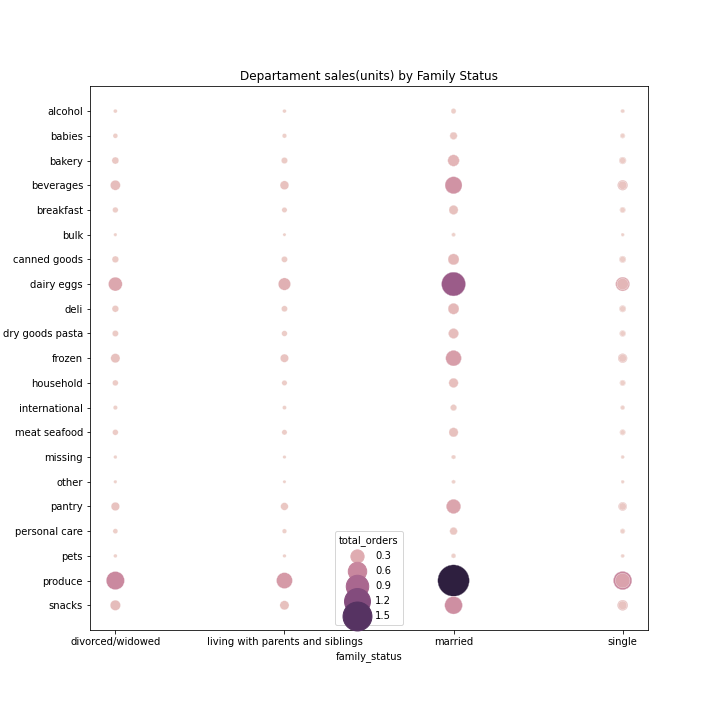 Departament sales(units) by Family Status
alcohol
babies
bakery
beverages
breakfast
bulk
canned goods
dairy eggs
deli
dry goods pasta
frozen
household
international
meat seafood
missing
other
pantry
personal care
pets
produce
snacks
total_orders
0.3
0.6
0.9
1.2
1.5
divorced/widowed
living with parents and siblings
married
single
family_status